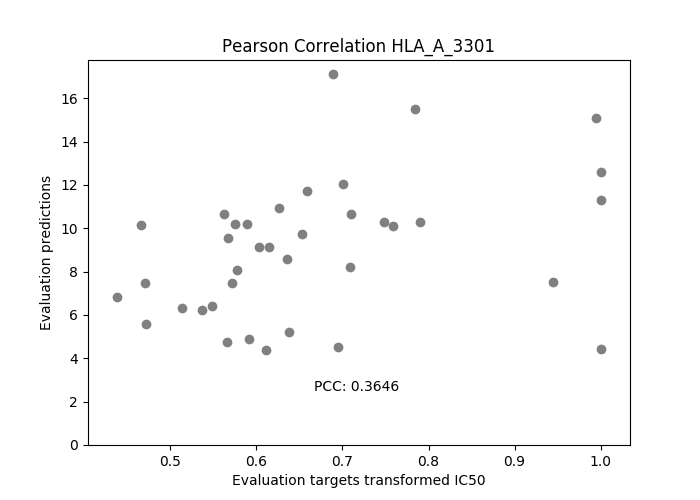 Pearson Correlation HLA_A_3301
Evaluation predictions
16
14
12
10
8
6
4
2
0
PCC: 0.3646
0.5 0.6 0.7 0.8 0.9 1.0
Evaluation targets transformed IC50